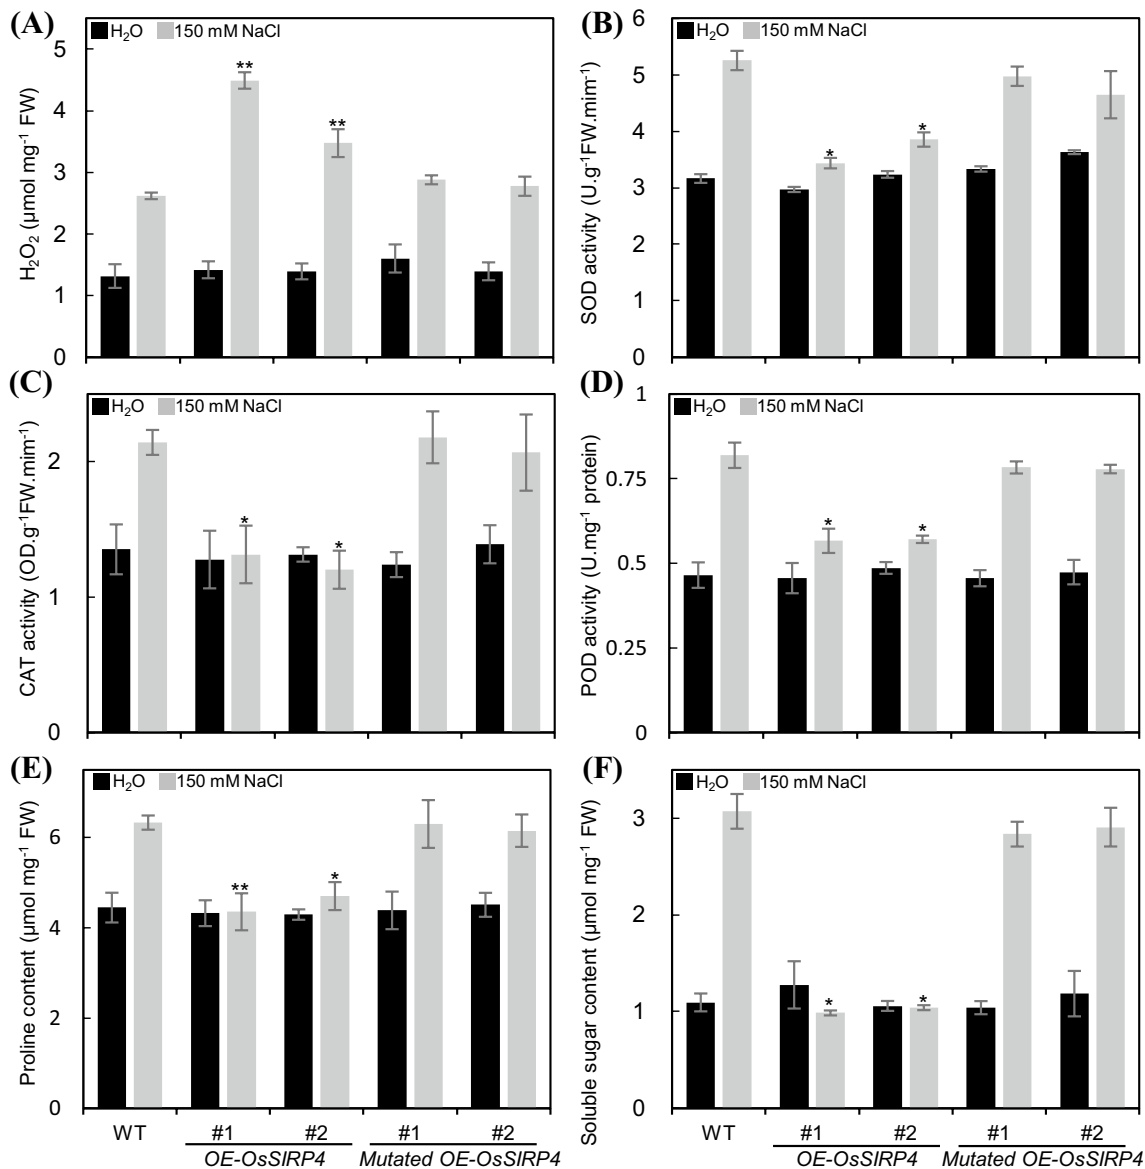 (A)
H₂O 150 mM NaCl
H₂O₂ (µmol mg⁻¹ FW)
5
4
3
2
1
0
** **
(B)
H₂O 150 mM NaCl
SOD activity (U.g⁻¹FW.mim⁻¹)
6
5
4
3
2
1
0
* *
(C)
H₂O 150 mM NaCl
CAT activity (OD.g⁻¹FW.mim⁻¹)
2
1
0
* *
(D)
H₂O 150 mM NaCl
POD activity (U.mg⁻¹ protein)
1
0.75
0.5
0.25
0
* *
(E)
H₂O 150 mM NaCl
Proline content (µmol mg⁻¹ FW)
6
4
2
0
** *
WT #1 #2 #1 #2
OE-OsSIRP4 Mutated OE-OsSIRP4
(F)
H₂O 150 mM NaCl
Soluble sugar content (µmol mg⁻¹ FW)
3
2
1
0
* *
WT #1 #2 #1 #2
OE-OsSIRP4 Mutated OE-OsSIRP4